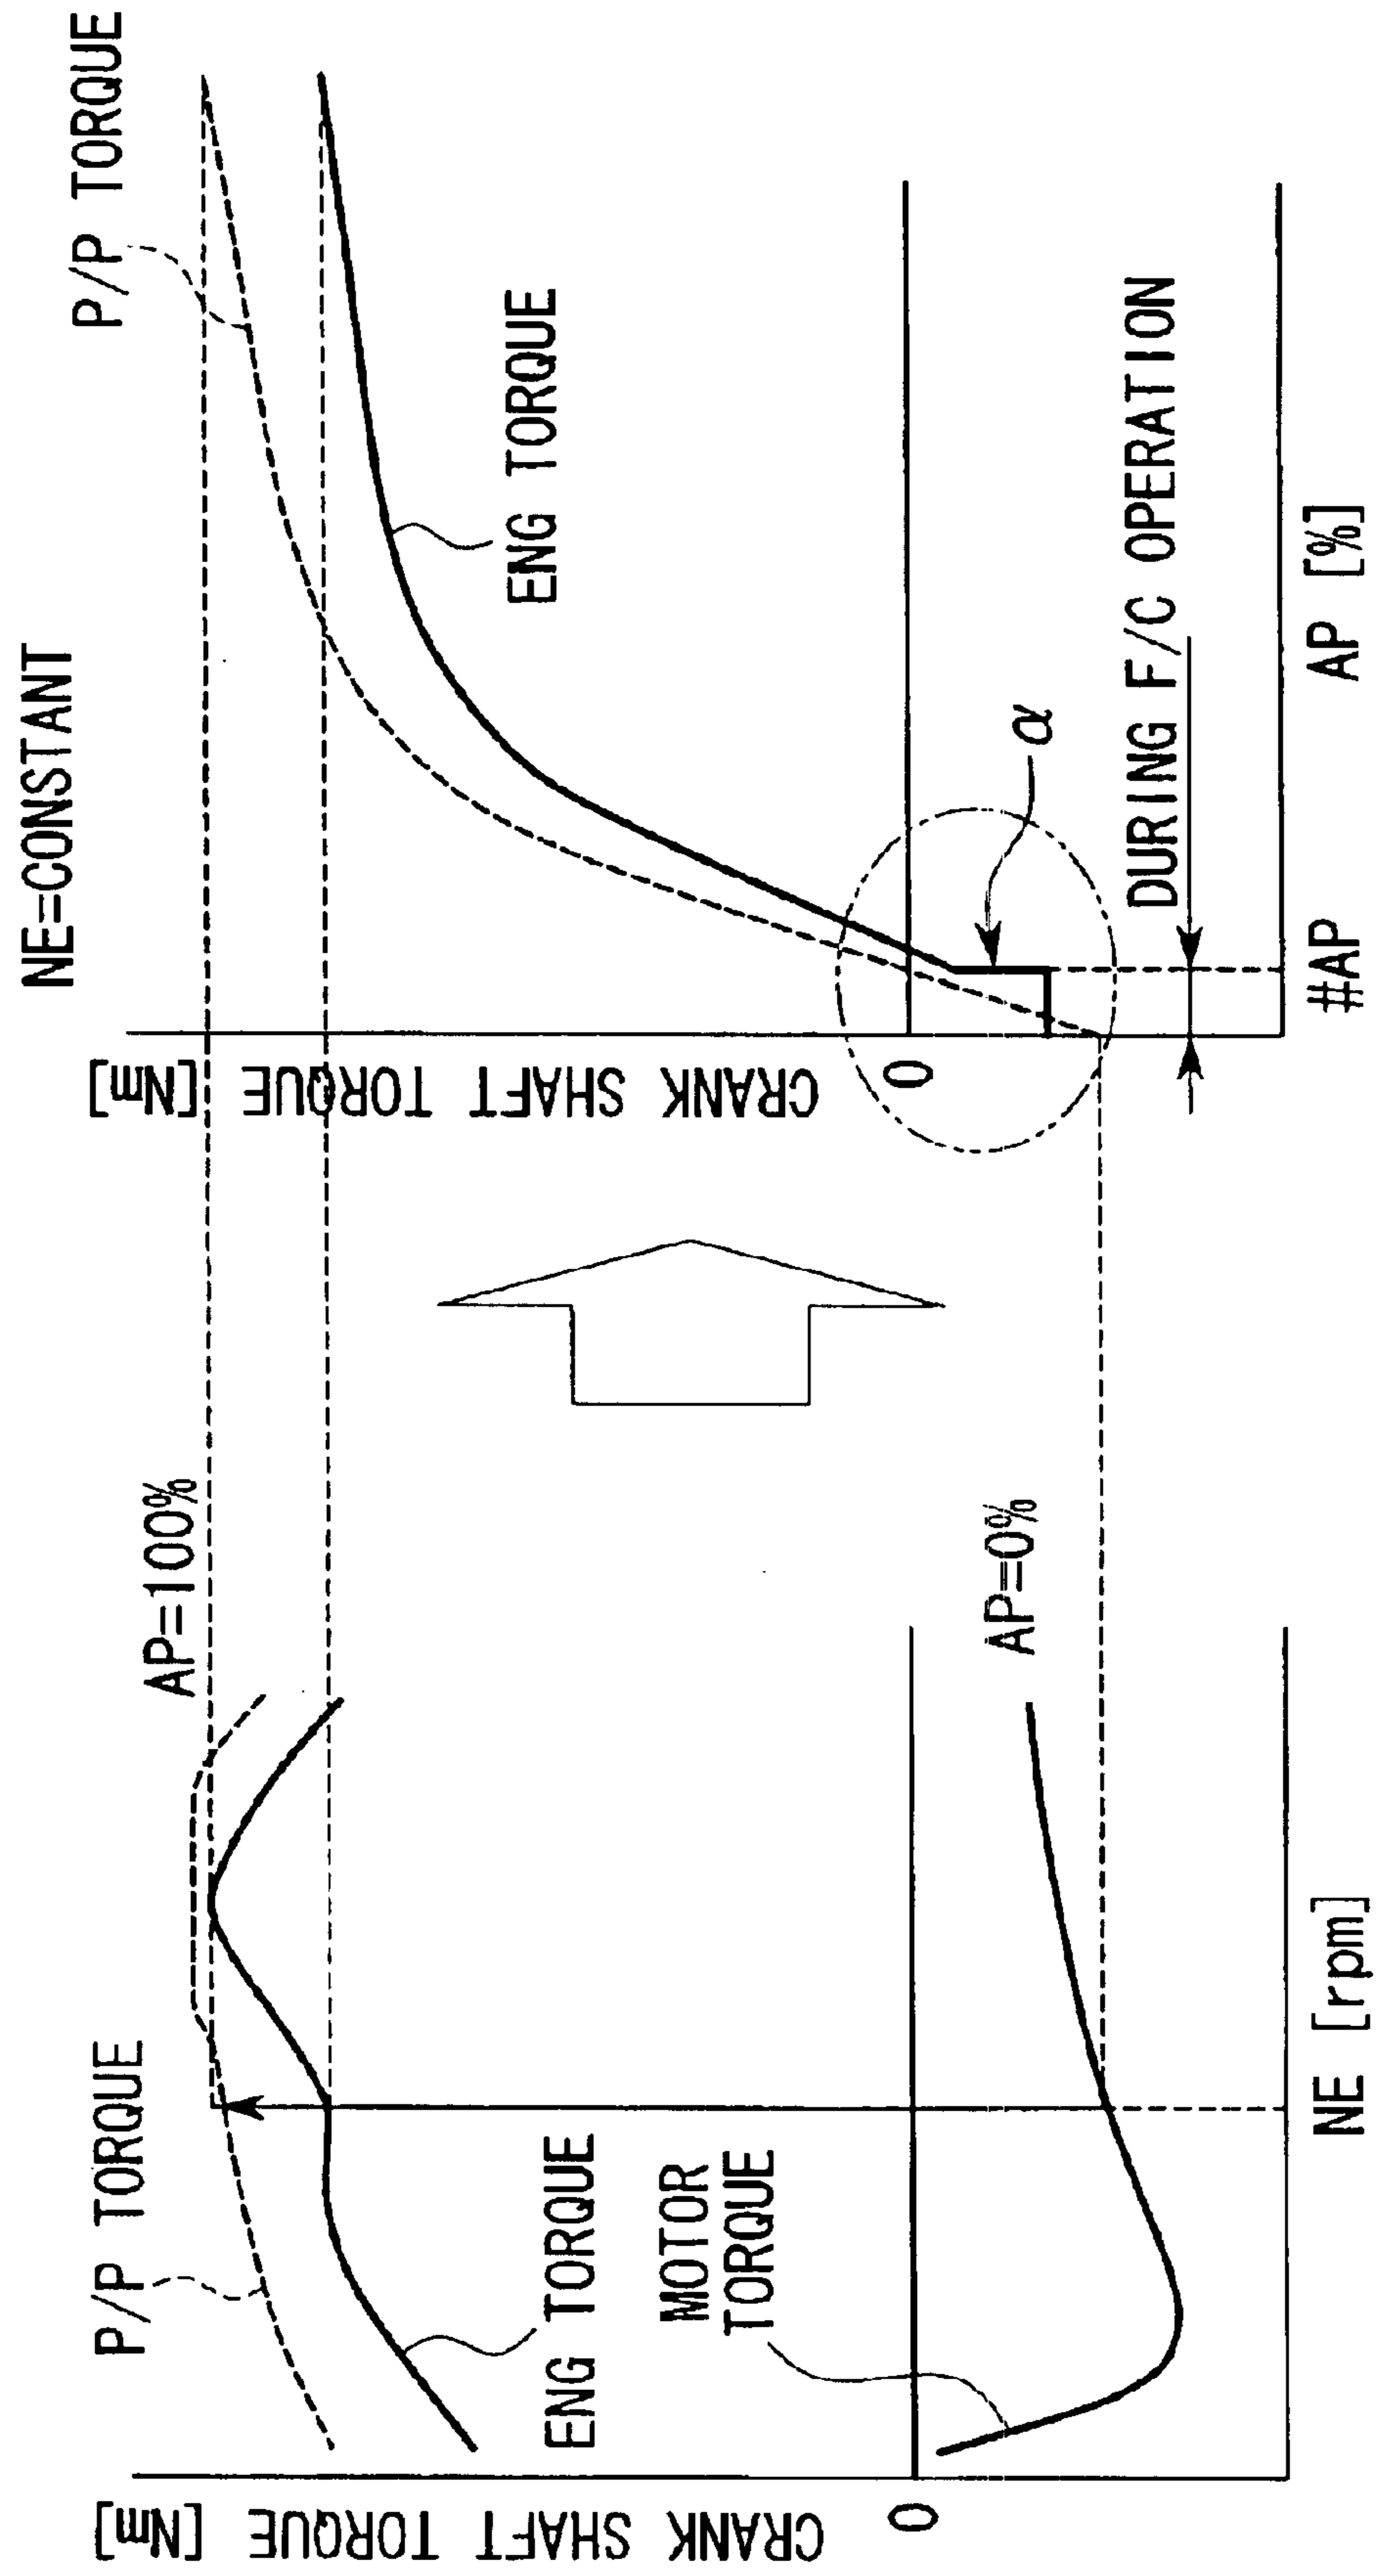 CRANK SHAFT TORQUE [Nm]
P/P TORQUE
AP=100%
ENG TORQUE
MOTOR
TORQUE
0
AP=0%
NE [rpm]
NE=CONSTANT
CRANK SHAFT TORQUE [Nm]
P/P TORQUE
ENG TORQUE
0
α
DURING F/C OPERATION
#AP
AP [%]